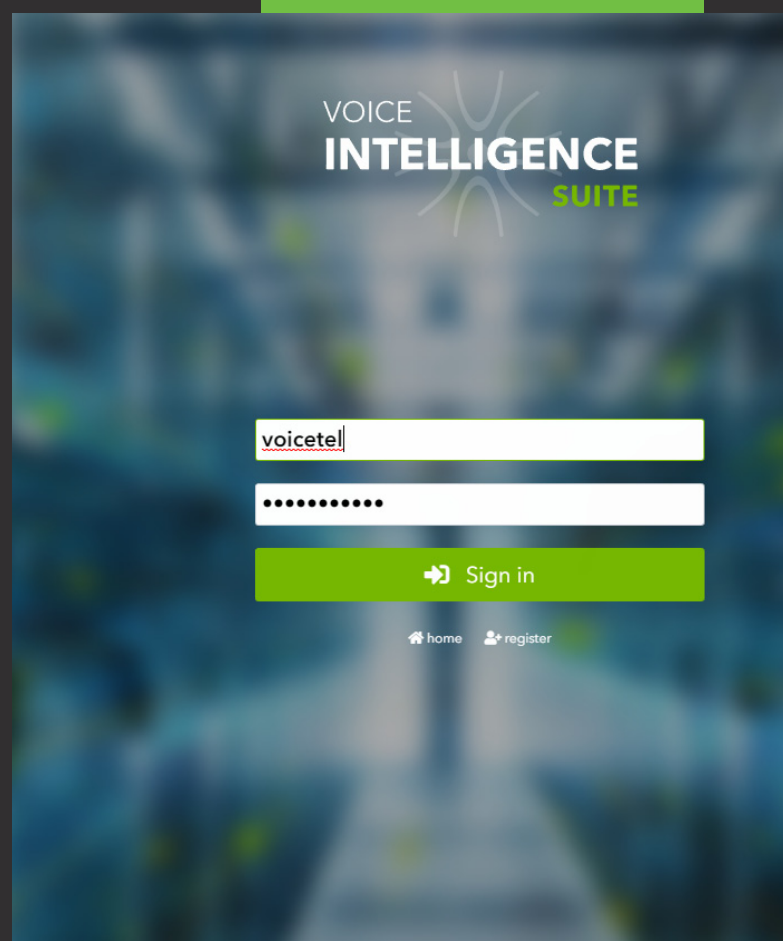 VOICE
INTELLIGENCE
SUITE
voicetel
•••••••••••
Sign in
home register